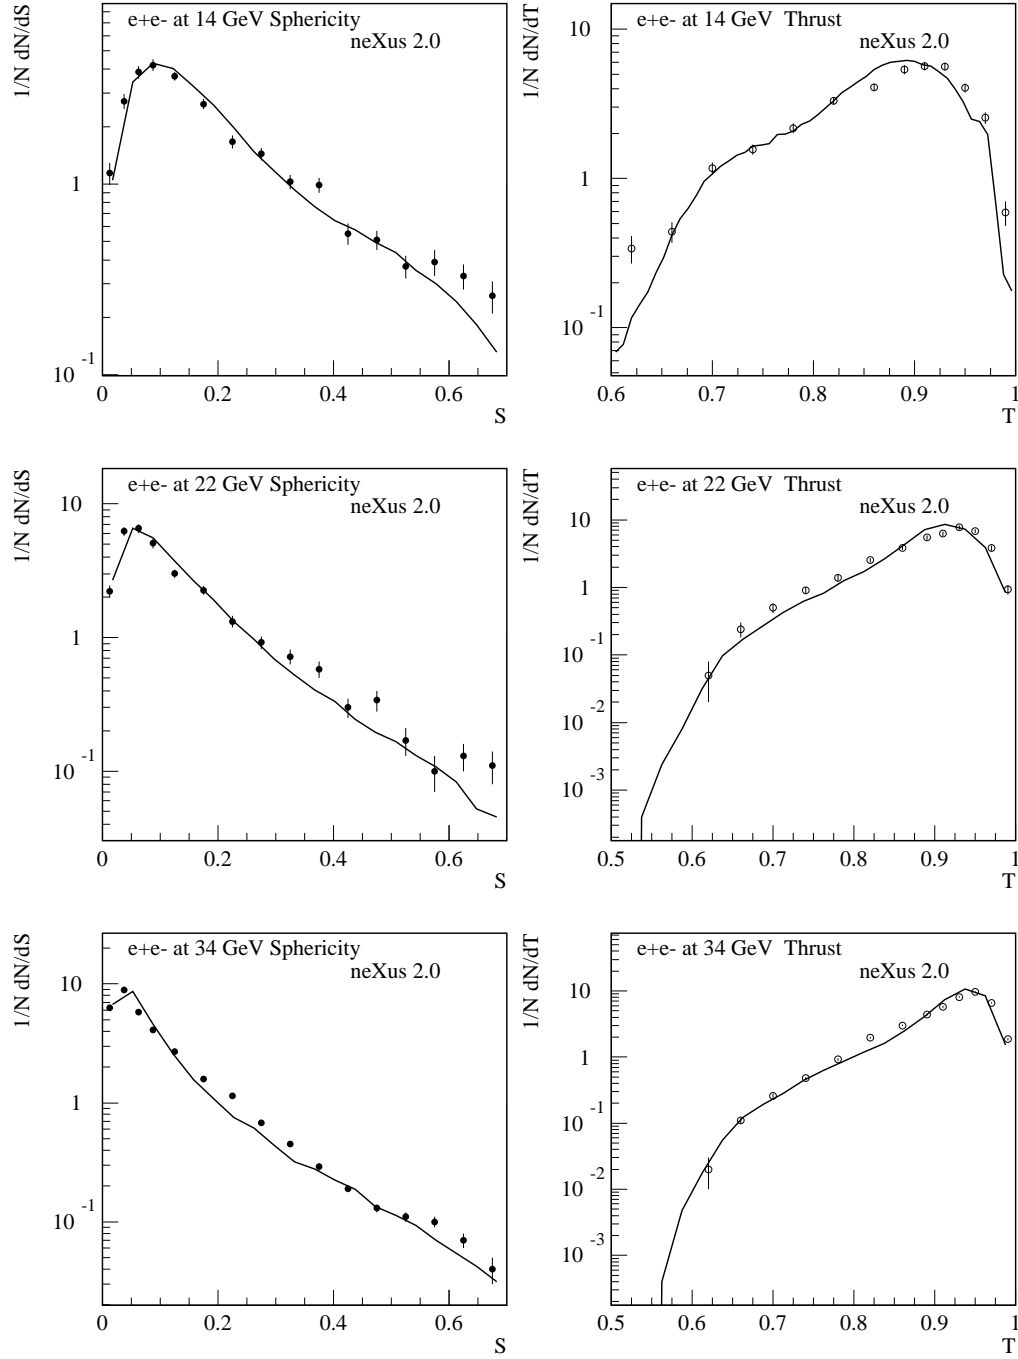 e+e- at 14 GeV Sphericity
neXus 2.0
1/N dN/dS
1
10 -1
0 0.2 0.4 0.6
S
e+e- at 14 GeV Thrust
neXus 2.0
1/N dN/dT
10
1
10 -1
0.6 0.7 0.8 0.9 1
T
e+e- at 22 GeV Sphericity
neXus 2.0
1/N dN/dS
10
1
10 -1
0 0.2 0.4 0.6
S
e+e- at 22 GeV Thrust
neXus 2.0
1/N dN/dT
10
1
10 -1
10 -2
10 -3
0.5 0.6 0.7 0.8 0.9 1
T
e+e- at 34 GeV Sphericity
neXus 2.0
1/N dN/dS
10
1
10 -1
0 0.2 0.4 0.6
S
e+e- at 34 GeV Thrust
neXus 2.0
1/N dN/dT
10
1
10 -1
10 -2
10 -3
0.5 0.6 0.7 0.8 0.9 1
T